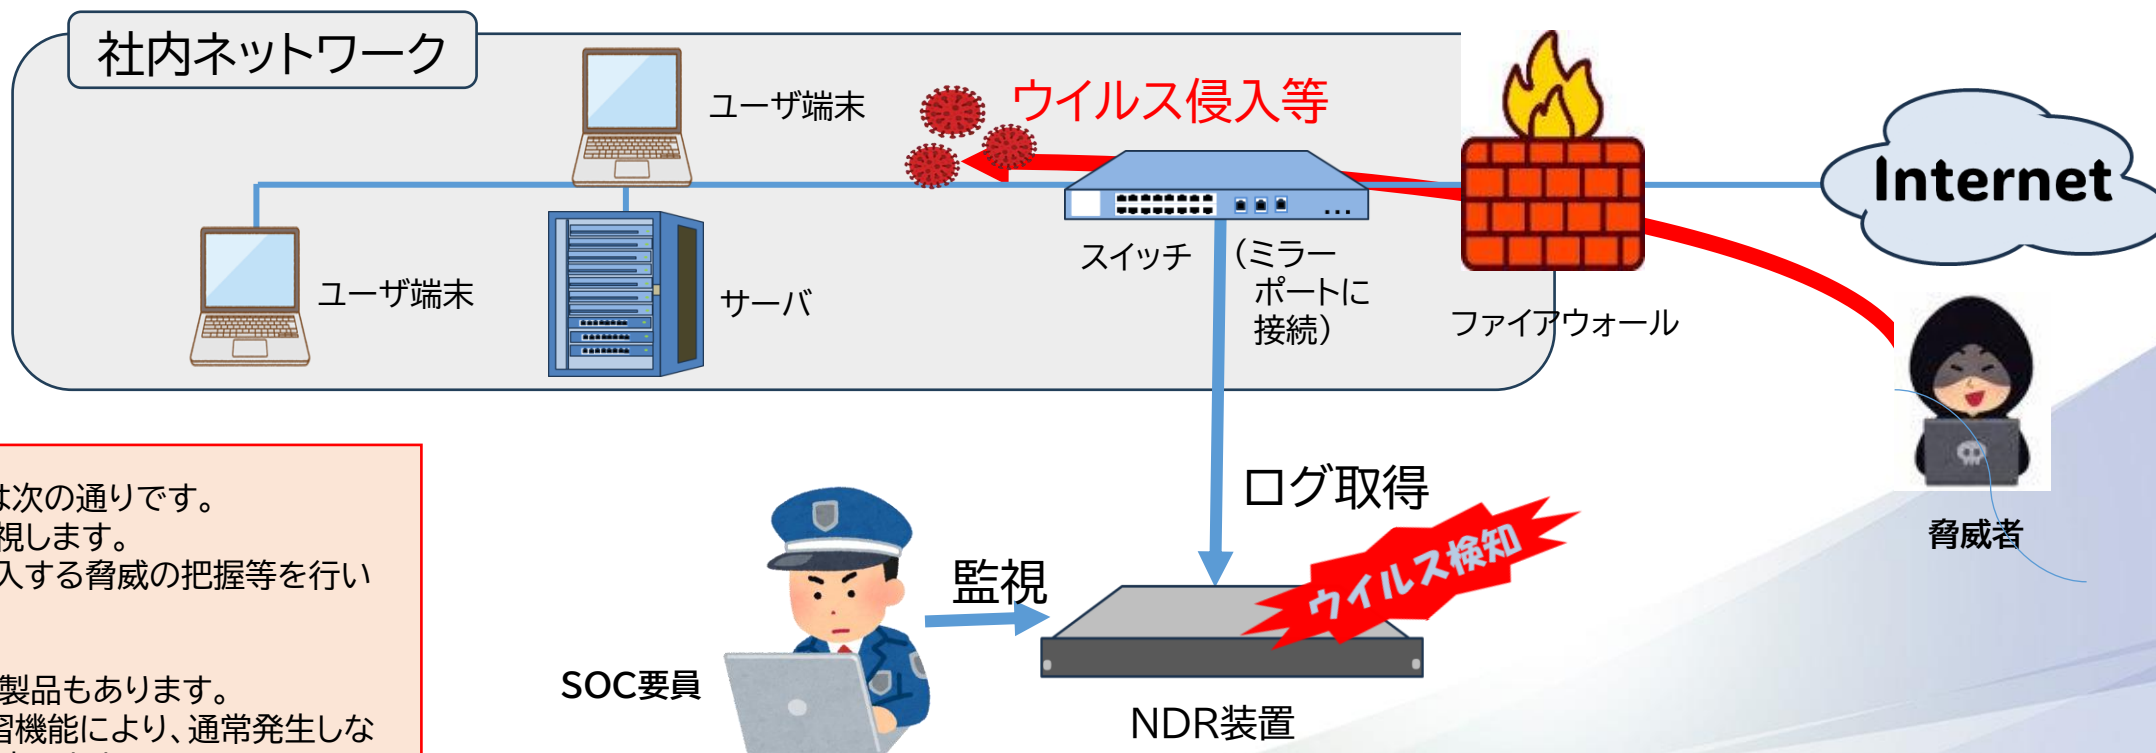 社内ネットワーク
ユーザ端末
ウイルス侵入等
Internet
ユーザ端末
サーバ
スイッチ
(ミラー
ポートに
接続)
ファイアウォール
脅威者
は次の通りです。
視します。
入する脅威の把握等を行い
製品もあります。
習機能により、通常発生しな
ログ取得
ウイルス検知
監視
SOC要員
NDR装置